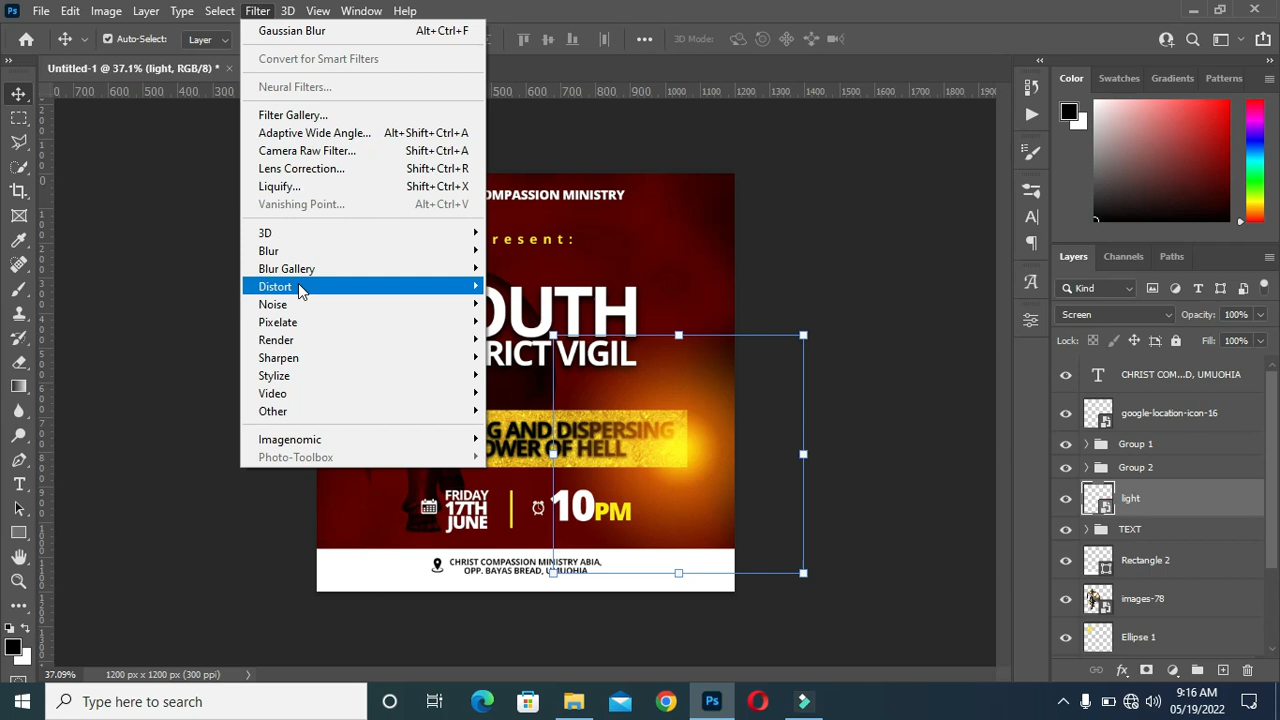 Ps File Edit Image Layer Type Select Filter 3D View Window Help
Auto-Select: Layer 3D Mode:
Untitled-1 @ 37.1% (light, RGB/8) *
Gaussian Blur Alt+Ctrl+F
Convert for Smart Filters
Neural Filters...
Filter Gallery...
Adaptive Wide Angle... Alt+Shift+Ctrl+A
Camera Raw Filter... Shift+Ctrl+A
Lens Correction... Shift+Ctrl+R
Liquify... Shift+Ctrl+X
Vanishing Point... Alt+Ctrl+V
3D
Blur
Blur Gallery
Distort
Noise
Pixelate
Render
Sharpen
Stylize
Video
Other
Imagenomic
Photo-Toolbox
0 700 600 500 600 700 800 900 1000 1100 1200 1300 1400 1500 1600 1700 1800 1900
OMPASSION MINISTRY
resent:
OUTH
RICT VIGIL
G AND DISPERSING
OWER OF HELL
FRIDAY
17TH
JUNE
10PM
CHRIST COMPASSION MINISTRY ABIA,
OPP. BAYAS BREAD, UMUOHIA
Color Swatches Gradients Patterns
Layers Channels Paths
Kind
Screen Opacity: 100%
Lock: Fill: 100%
CHRIST COM...D, UMUOHIA
google-location-icon-16
Group 1
Group 2
light
TEXT
Rectangle 2
images-78
Ellipse 1
37.09% 1200 px x 1200 px (300 ppi)
Type here to search
9:16 AM
05/19/2022